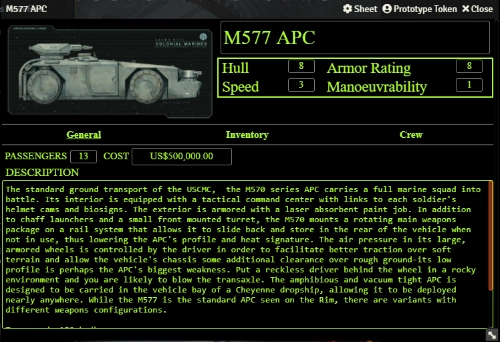 M577 APC
Sheet Prototype Token Close
COLONIAL MARINES
M577 APC
Hull 8 Armor Rating 8
Speed 3 Manoeuvrability 1
General Inventory Crew
PASSENGERS 13 COST US$500,000.00
DESCRIPTION
The standard ground transport of the USCMC, the M570 series APC carries a full marine squad into
battle. Its interior is equipped with a tactical command center with links to each soldier's
helmet cams and biosigns. The exterior is armored with a laser absorbent paint job. In addition
to chaff launchers and a small front mounted turret, the M570 mounts a rotating main weapons
package on a rail system that allows it to slide back and store in the rear of the vehicle when
not in use, thus lowering the APC's profile and heat signature. The air pressure in its large,
armored wheels is controlled by the driver in order to facilitate better traction over soft
terrain and allow the vehicle's chassis some additional clearance over rough ground-its low
profile is perhaps the APC's biggest weakness. Put a reckless driver behind the wheel in a rocky
environment and you are likely to blow the transaxle. The amphibious and vacuum tight APC is
designed to be carried in the vehicle bay of a Cheyenne dropship, allowing it to be deployed
nearly anywhere. While the M577 is the standard APC seen on the Rim, there are variants with
different weapons configurations.